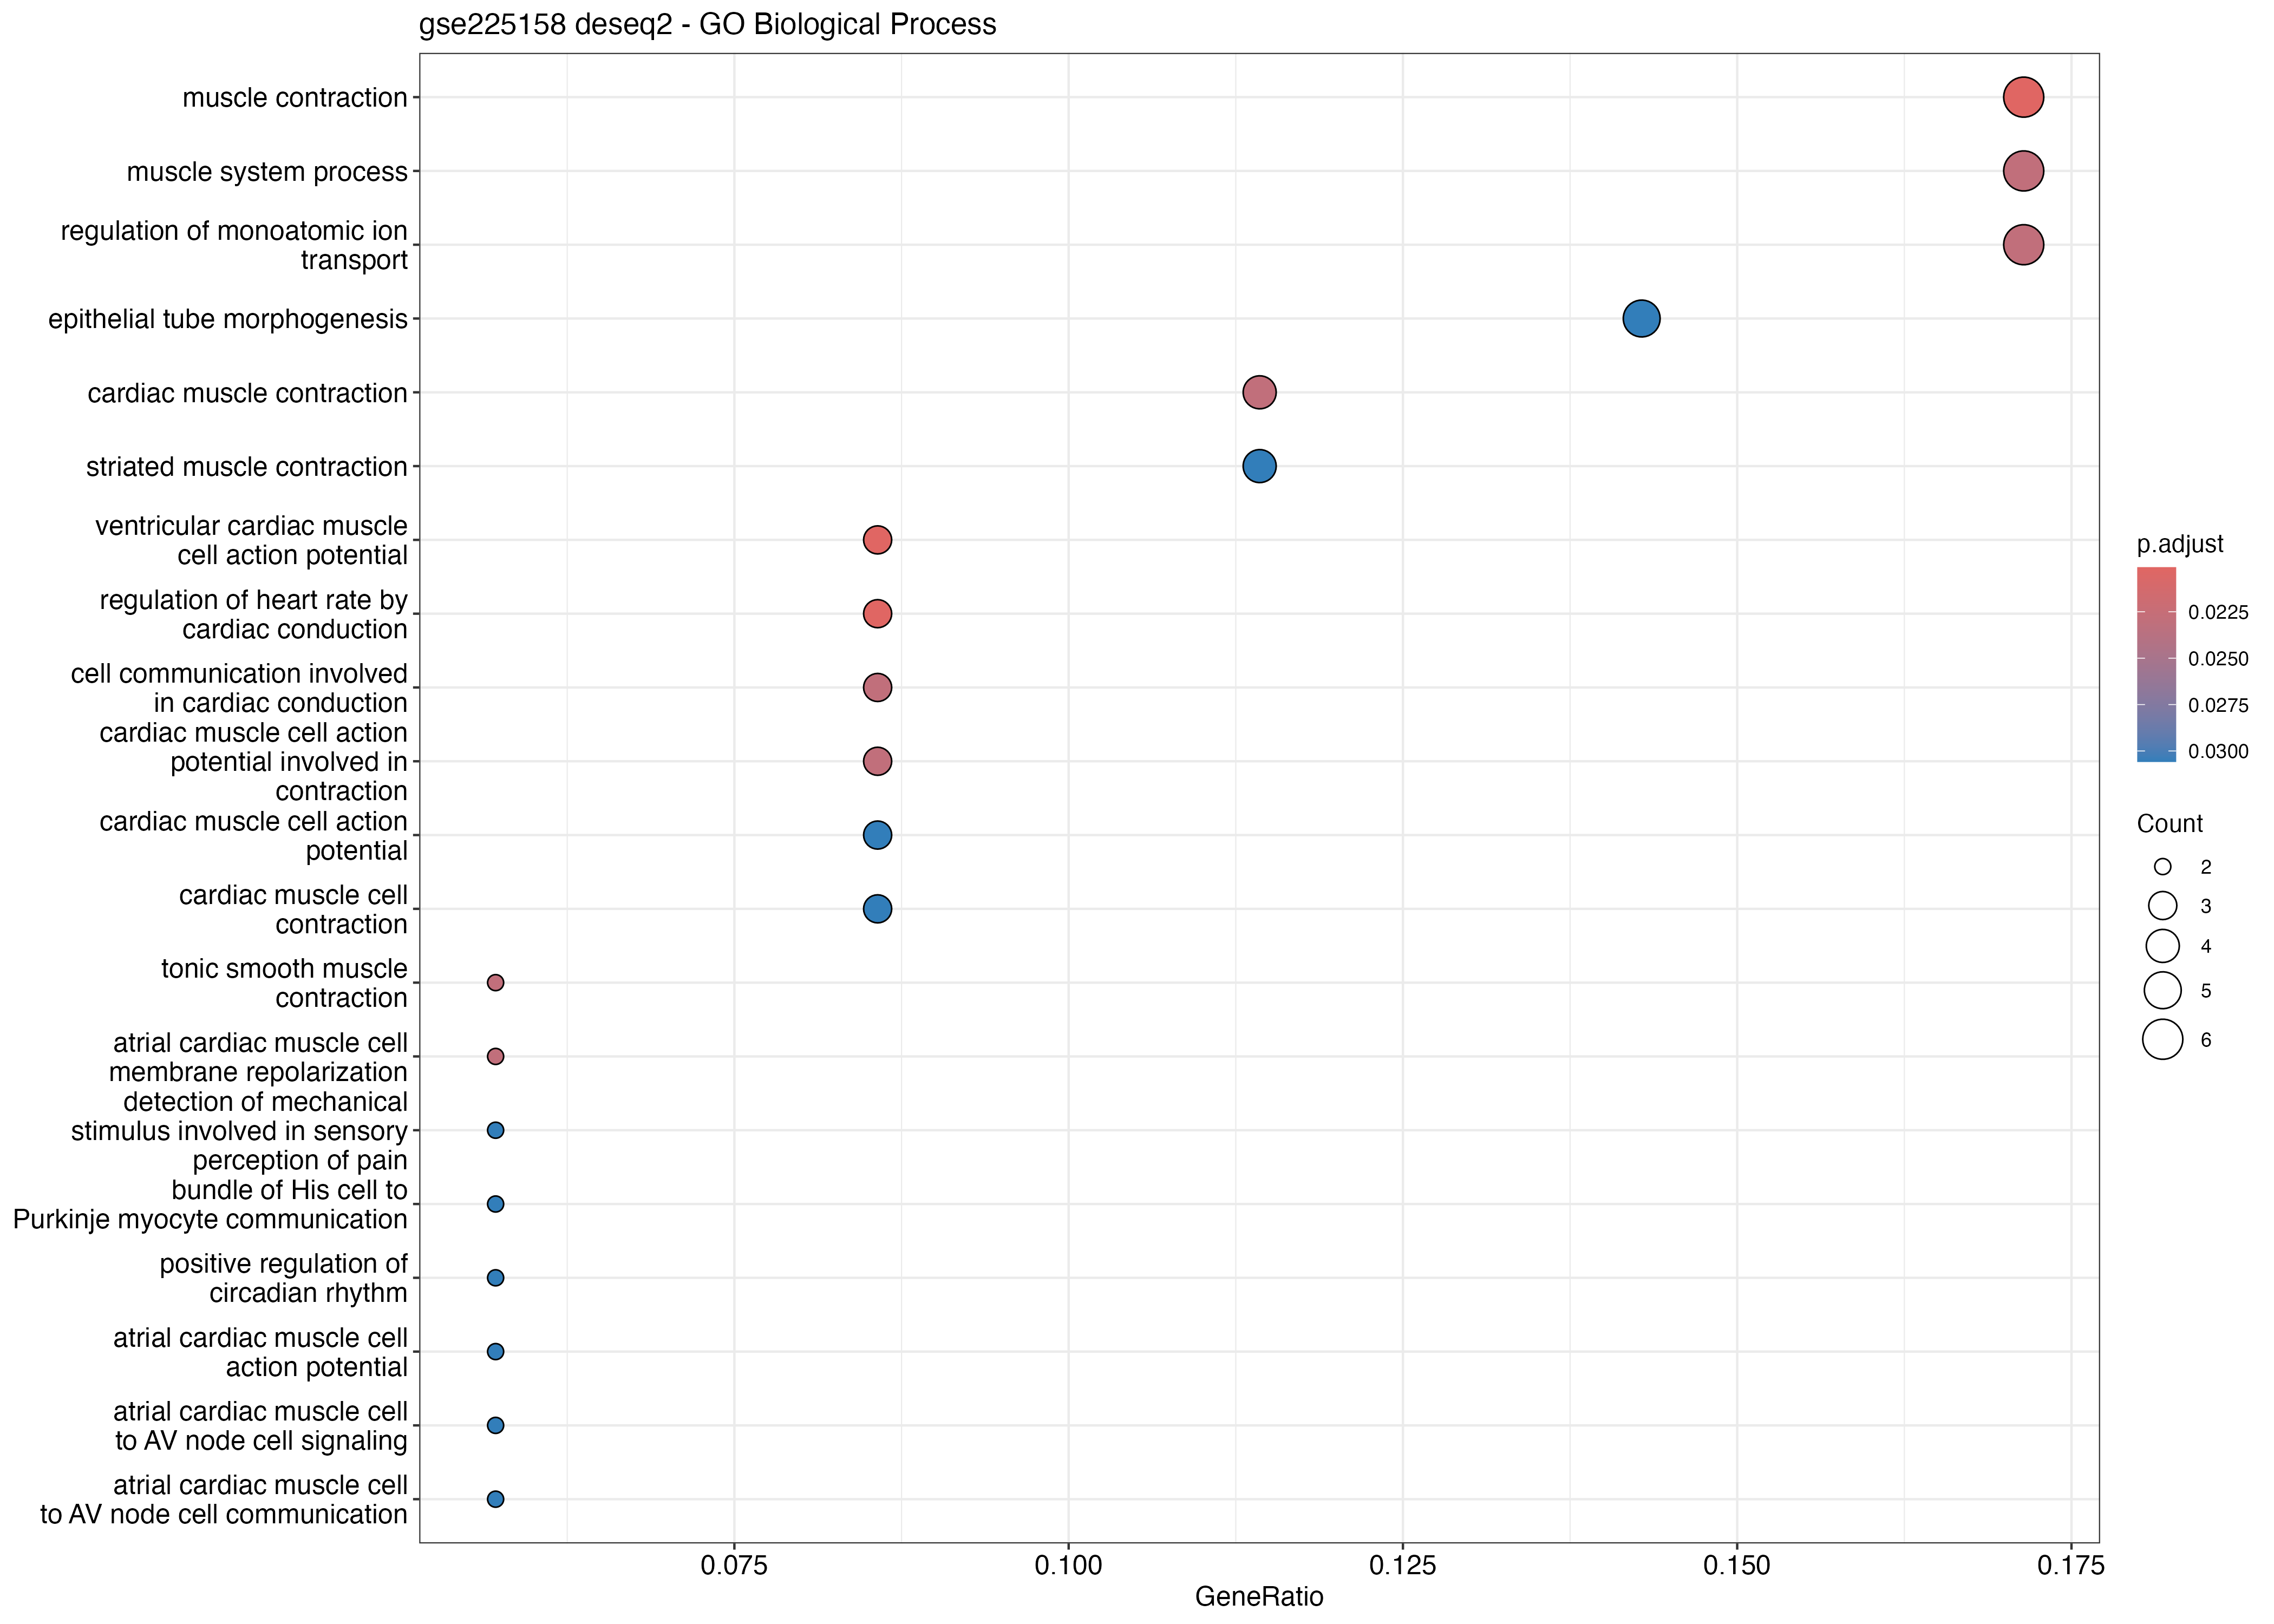 gse225158 deseq2 - GO Biological Process
muscle contraction
muscle system process
regulation of monoatomic ion
transport
epithelial tube morphogenesis
cardiac muscle contraction
striated muscle contraction
ventricular cardiac muscle
cell action potential
regulation of heart rate by
cardiac conduction
cell communication involved
in cardiac conduction
cardiac muscle cell action
potential involved in
contraction
cardiac muscle cell action
potential
cardiac muscle cell
contraction
tonic smooth muscle
contraction
atrial cardiac muscle cell
membrane repolarization
detection of mechanical
stimulus involved in sensory
perception of pain
bundle of His cell to
Purkinje myocyte communication
positive regulation of
circadian rhythm
atrial cardiac muscle cell
action potential
atrial cardiac muscle cell
to AV node cell signaling
atrial cardiac muscle cell
to AV node cell communication
0.075 0.100 0.125 0.150 0.175
GeneRatio
p.adjust
0.0225
0.0250
0.0275
0.0300
Count
2
3
4
5
6